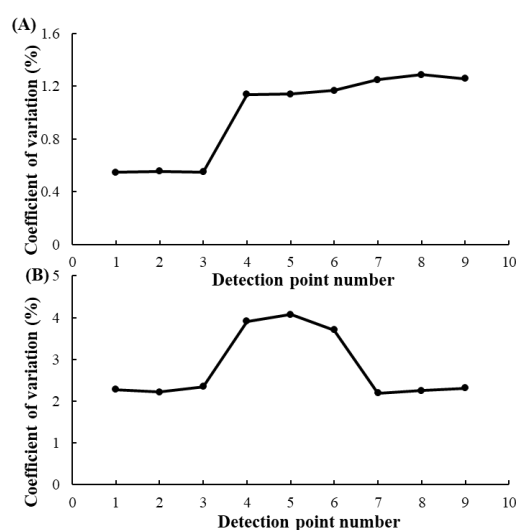 (A)
Coefficient of variation (%)
1.6
1.2
0.8
0.4
0
0 1 2 3 4 5 6 7 8 9 10
Detection point number
(B)
Coefficient of variation (%)
5
4
3
2
1
0
0 1 2 3 4 5 6 7 8 9 10
Detection point number